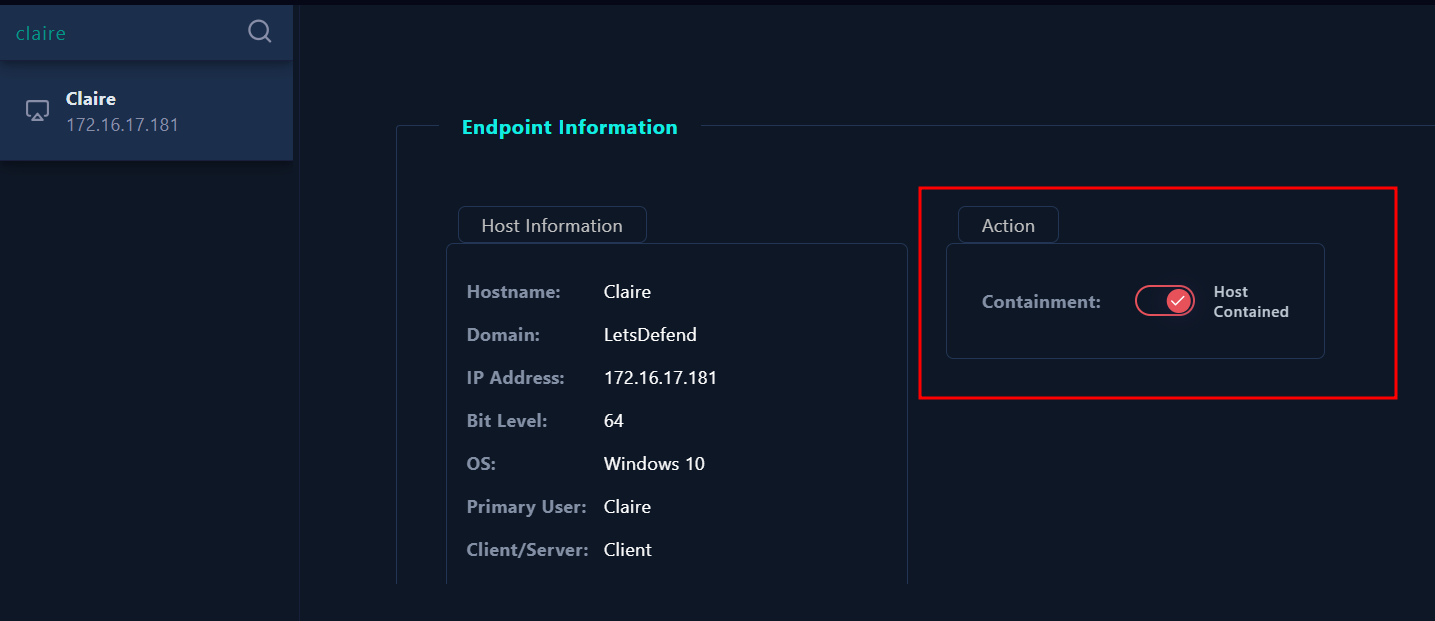 claire
Claire
172.16.17.181
Endpoint Information
Host Information
Hostname: Claire
Domain: LetsDefend
IP Address: 172.16.17.181
Bit Level: 64
OS: Windows 10
Primary User: Claire
Client/Server: Client
Action
Containment:
Host
Contained